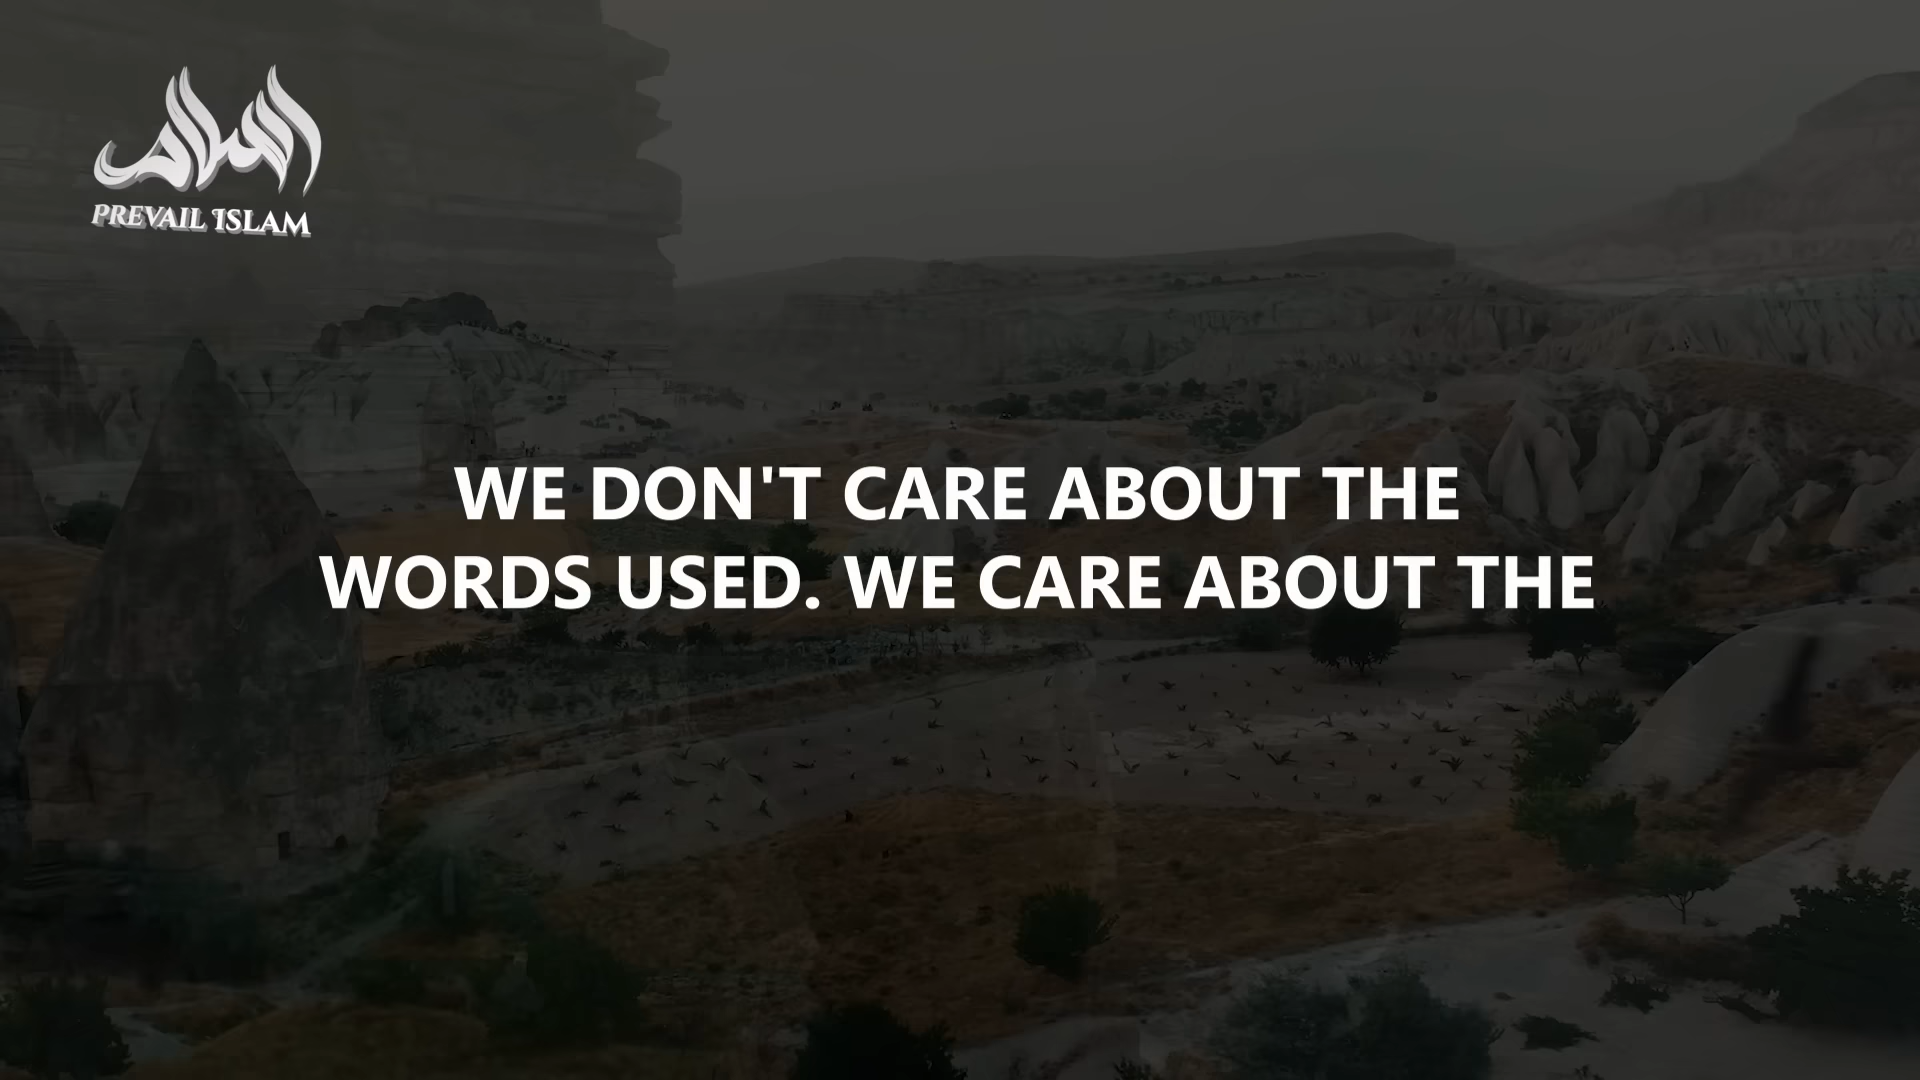 PREVAIL ISLAM
WE DON'T CARE ABOUT THE
WORDS USED. WE CARE ABOUT THE